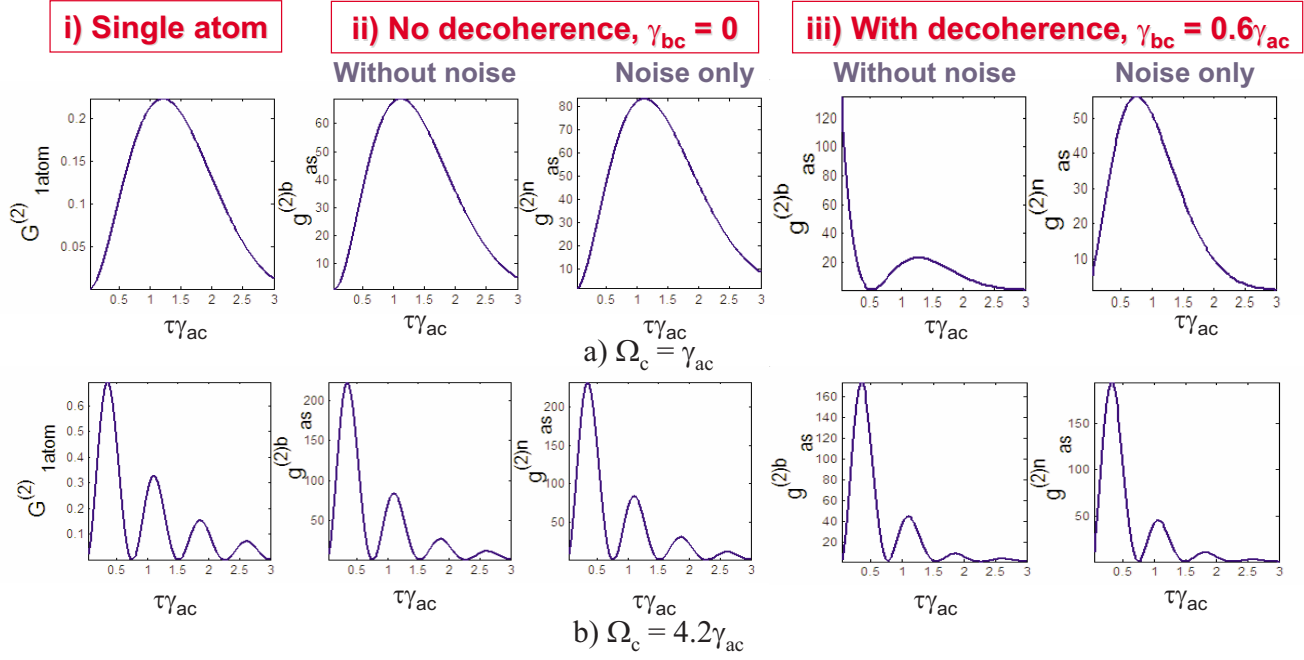 i) Single atom
ii) No decoherence, γbc = 0
iii) With decoherence, γbc = 0.6γac
Without noise
Noise only
Without noise
Noise only
G(2) 1atom
0.2
0.15
0.1
0.05
0.5 1 1.5 2 2.5 3
τγac
g(2)b as
60
50
40
30
20
10
0.5 1 1.5 2 2.5 3
τγac
g(2)n as
80
70
60
50
40
30
20
10
0.5 1 1.5 2 2.5 3
τγac
g(2)b as
120
100
80
60
40
20
0.5 1 1.5 2 2.5 3
τγac
g(2)n as
50
40
30
20
10
0.5 1 1.5 2 2.5 3
τγac
a) Ωc = γac
G(2) 1atom
0.6
0.5
0.4
0.3
0.2
0.1
0.5 1 1.5 2 2.5 3
τγac
g(2)b as
200
150
100
50
0.5 1 1.5 2 2.5 3
τγac
g(2)n as
200
150
100
50
0.5 1 1.5 2 2.5 3
τγac
g(2)b as
160
140
120
100
80
60
40
20
0.5 1 1.5 2 2.5 3
τγac
g(2)n as
150
100
50
0.5 1 1.5 2 2.5 3
τγac
b) Ωc = 4.2γac